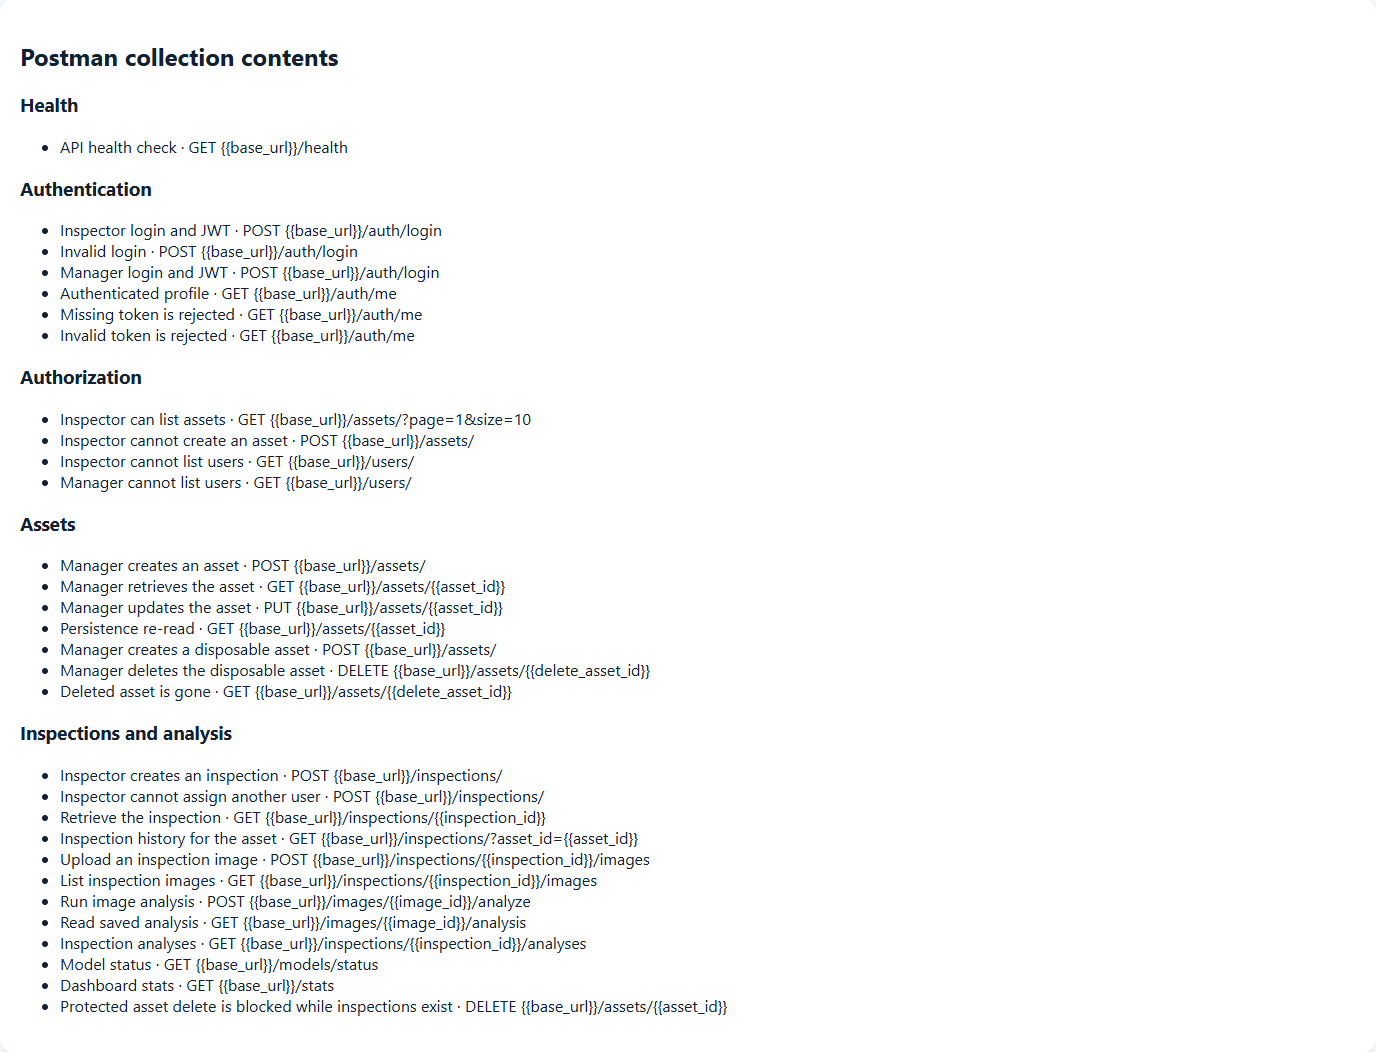 Postman collection contents
Health
• API health check · GET {{base_url}}/health
Authentication
• Inspector login and JWT · POST {{base_url}}/auth/login
• Invalid login · POST {{base_url}}/auth/login
• Manager login and JWT · POST {{base_url}}/auth/login
• Authenticated profile · GET {{base_url}}/auth/me
• Missing token is rejected · GET {{base_url}}/auth/me
• Invalid token is rejected · GET {{base_url}}/auth/me
Authorization
• Inspector can list assets · GET {{base_url}}/assets/?page=1&size=10
• Inspector cannot create an asset · POST {{base_url}}/assets/
• Inspector cannot list users · GET {{base_url}}/users/
• Manager cannot list users · GET {{base_url}}/users/
Assets
• Manager creates an asset · POST {{base_url}}/assets/
• Manager retrieves the asset · GET {{base_url}}/assets/{{asset_id}}
• Manager updates the asset · PUT {{base_url}}/assets/{{asset_id}}
• Persistence re-read · GET {{base_url}}/assets/{{asset_id}}
• Manager creates a disposable asset · POST {{base_url}}/assets/
• Manager deletes the disposable asset · DELETE {{base_url}}/assets/{{delete_asset_id}}
• Deleted asset is gone · GET {{base_url}}/assets/{{delete_asset_id}}
Inspections and analysis
• Inspector creates an inspection · POST {{base_url}}/inspections/
• Inspector cannot assign another user · POST {{base_url}}/inspections/
• Retrieve the inspection · GET {{base_url}}/inspections/{{inspection_id}}
• Inspection history for the asset · GET {{base_url}}/inspections/?asset_id={{asset_id}}
• Upload an inspection image · POST {{base_url}}/inspections/{{inspection_id}}/images
• List inspection images · GET {{base_url}}/inspections/{{inspection_id}}/images
• Run image analysis · POST {{base_url}}/images/{{image_id}}/analyze
• Read saved analysis · GET {{base_url}}/images/{{image_id}}/analysis
• Inspection analyses · GET {{base_url}}/inspections/{{inspection_id}}/analyses
• Model status · GET {{base_url}}/models/status
• Dashboard stats · GET {{base_url}}/stats
• Protected asset delete is blocked while inspections exist · DELETE {{base_url}}/assets/{{asset_id}}